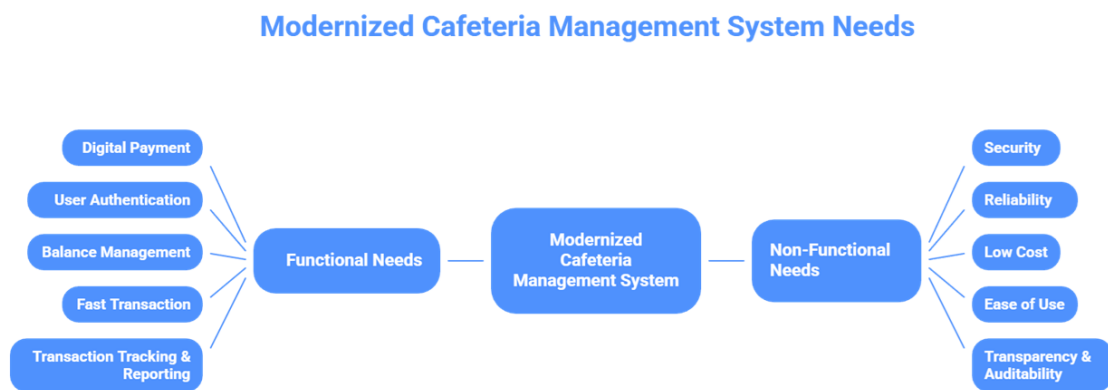 Modernized Cafeteria Management System Needs
Digital Payment
User Authentication
Balance Management
Fast Transaction
Transaction Tracking &
Reporting
Functional Needs
Modernized
Cafeteria
Management System
Non-Functional
Needs
Security
Reliability
Low Cost
Ease of Use
Transparency &
Auditability